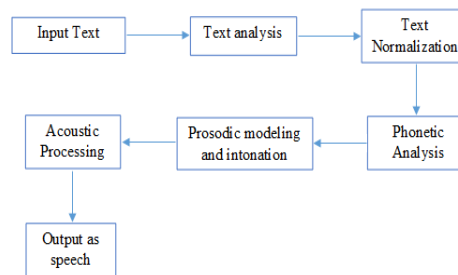 Input Text
Text analysis
Text
Normalization
Phonetic
Analysis
Prosodic modeling
and intonation
Acoustic
Processing
Output as
speech